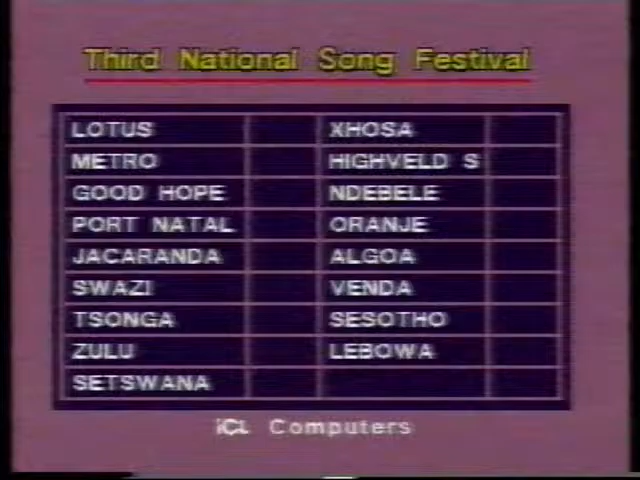 Third National Song Festival
LOTUS XHOSA
METRO HIGHVELD S
GOOD HOPE NDEBELE
PORT NATAL ORANJE
JACARANDA ALGOA
SWAZI VENDA
TSONGA SESOTHO
ZULU LEBOWA
SETSWANA
ICL Computers